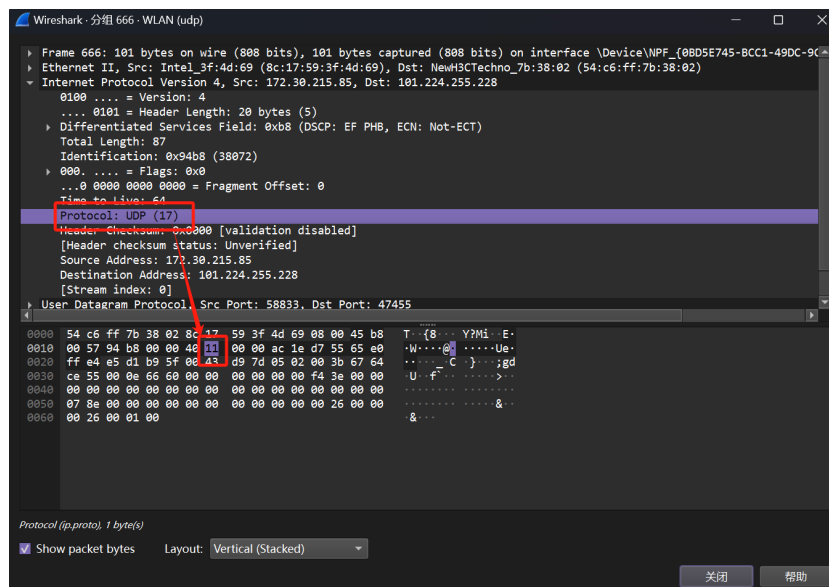 Wireshark · 分组 666 · WLAN (udp)
Frame 666: 101 bytes on wire (808 bits), 101 bytes captured (808 bits) on interface \Device\NPF_{0BD5E745-BCC1-49DC-9C
Ethernet II, Src: Intel_3f:4d:69 (8c:17:59:3f:4d:69), Dst: NewH3CTechno_7b:38:02 (54:c6:ff:7b:38:02)
Internet Protocol Version 4, Src: 172.30.215.85, Dst: 101.224.255.228
0100 .... = Version: 4
.... 0101 = Header Length: 20 bytes (5)
Differentiated Services Field: 0xb8 (DSCP: EF PHB, ECN: Not-ECT)
Total Length: 87
Identification: 0x94b8 (38072)
000. .... = Flags: 0x0
...0 0000 0000 0000 = Fragment Offset: 0
Time to Live: 64
Protocol: UDP (17)
Header Checksum: 0x0000 [validation disabled]
[Header checksum status: Unverified]
Source Address: 172.30.215.85
Destination Address: 101.224.255.228
[Stream index: 0]
User Datagram Protocol, Src Port: 58833, Dst Port: 47455
0000 54 c6 ff 7b 38 02 8c 17 59 3f 4d 69 08 00 45 b8 T··{8··· Y?Mi··E·
0010 00 57 94 b8 00 00 40 11 00 00 ac 1e d7 55 65 e0 ·W····@· ·····Ue·
0020 ff e4 e5 d1 b9 5f 00 43 d9 7d 05 02 00 3b 67 64 ·····_·C ·}···;gd
0030 ce 55 00 0e 66 60 00 00 00 00 00 00 f4 3e 00 00 ·U··f`·· ·····>··
0040 00 00 00 00 00 00 00 00 00 00 00 00 00 00 00 00 ········ ········
0050 07 8e 00 00 00 00 00 00 00 00 00 00 00 26 00 00 ········ ·····&··
0060 00 26 00 01 00 ·&···
Protocol (ip.proto), 1 byte(s)
Show packet bytes Layout: Vertical (Stacked)
关闭 帮助